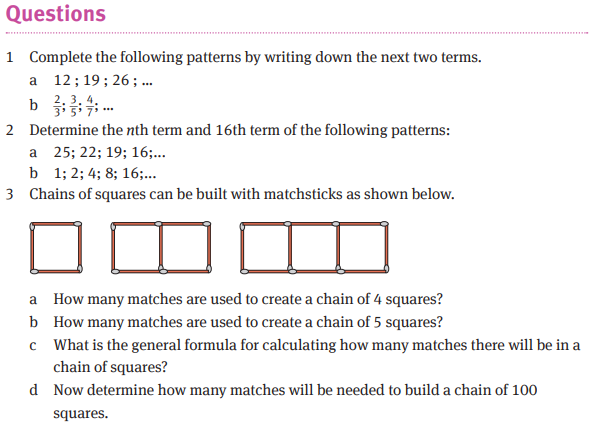 Questions
1 Complete the following patterns by writing down the next two terms.
a 12 ; 19 ; 26 ; ...
b 2/3; 3/5; 4/7; ...
2 Determine the nth term and 16th term of the following patterns:
a 25; 22; 19; 16;...
b 1; 2; 4; 8; 16;...
3 Chains of squares can be built with matchsticks as shown below.
a How many matches are used to create a chain of 4 squares?
b How many matches are used to create a chain of 5 squares?
c What is the general formula for calculating how many matches there will be in a
chain of squares?
d Now determine how many matches will be needed to build a chain of 100
squares.